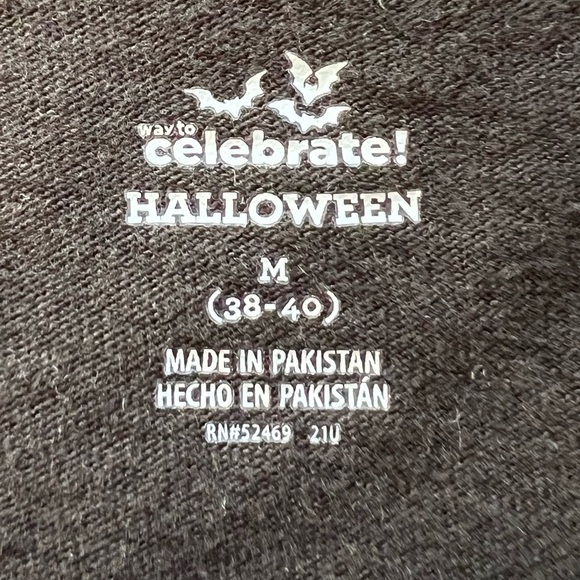 way to
celebrate!
HALLOWEEN
M
(38-40)
MADE IN PAKISTAN
HECHO EN PAKISTÁN
RN#52469 21U